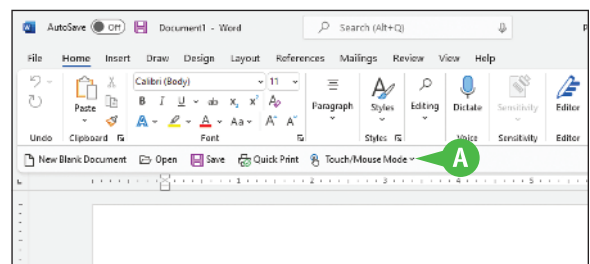 AutoSave Off Document1 - Word Search (Alt+Q)
File Home Insert Draw Design Layout References Mailings Review View Help
Calibri (Body) 11
Paste B I U ab x₂ x² A Paragraph Styles Editing Dictate Sensitivity Editor
A A Aa A A
Undo Clipboard Font Styles Voice Sensitivity Editor
New Blank Document Open Save Quick Print Touch/Mouse Mode A
1 2 3 4 5